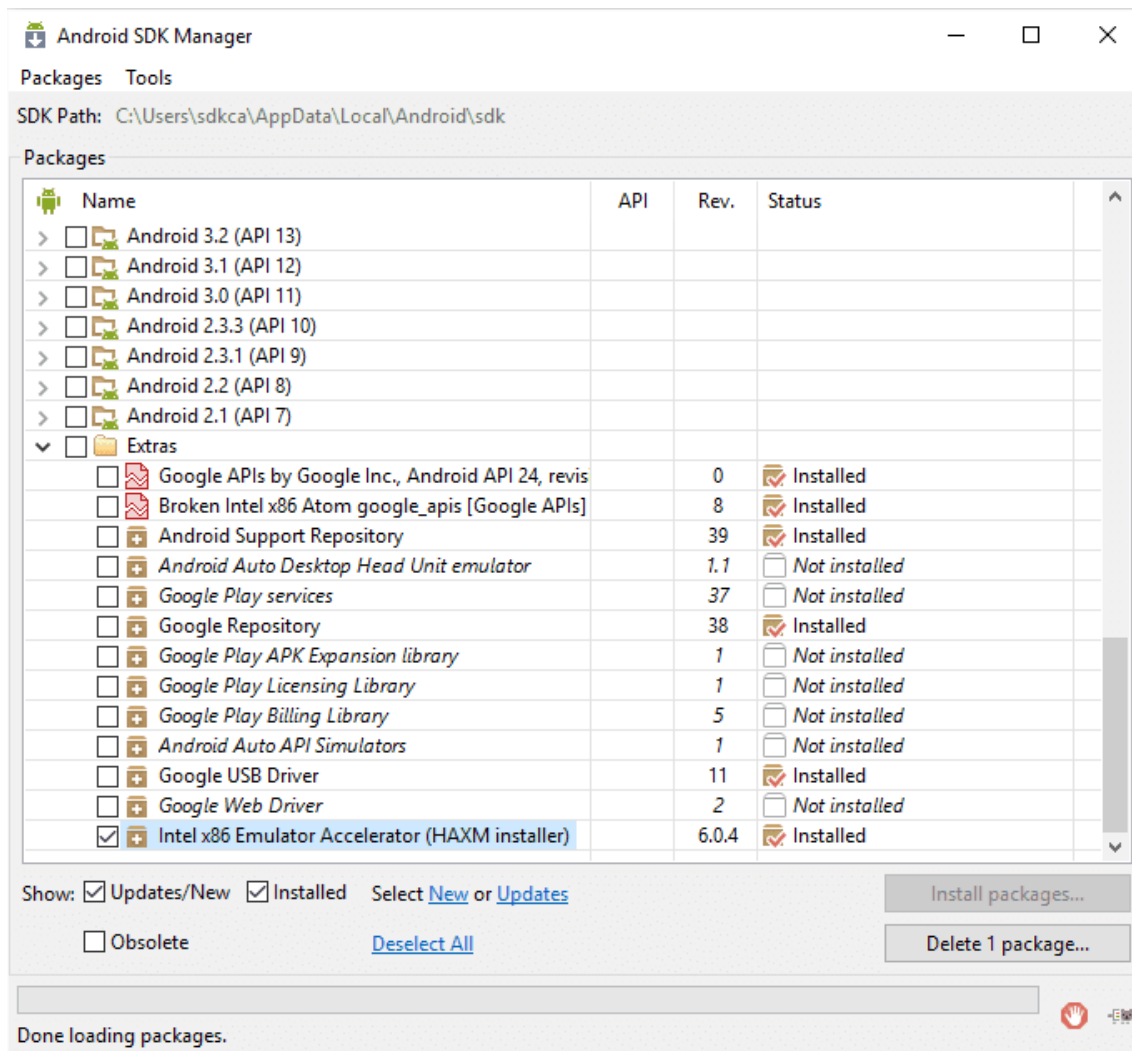 Android SDK Manager
Packages Tools
SDK Path: C:\Users\sdkca\AppData\Local\Android\sdk
Packages
Name API Rev. Status
Android 3.2 (API 13)
Android 3.1 (API 12)
Android 3.0 (API 11)
Android 2.3.3 (API 10)
Android 2.3.1 (API 9)
Android 2.2 (API 8)
Android 2.1 (API 7)
Extras
Google APIs by Google Inc., Android API 24, revis 0 Installed
Broken Intel x86 Atom google_apis [Google APIs] 8 Installed
Android Support Repository 39 Installed
Android Auto Desktop Head Unit emulator 1.1 Not installed
Google Play services 37 Not installed
Google Repository 38 Installed
Google Play APK Expansion library 1 Not installed
Google Play Licensing Library 1 Not installed
Google Play Billing Library 5 Not installed
Android Auto API Simulators 1 Not installed
Google USB Driver 11 Installed
Google Web Driver 2 Not installed
Intel x86 Emulator Accelerator (HAXM installer) 6.0.4 Installed
Show: Updates/New Installed Select New or Updates Install packages...
Obsolete Deselect All Delete 1 package...
Done loading packages.